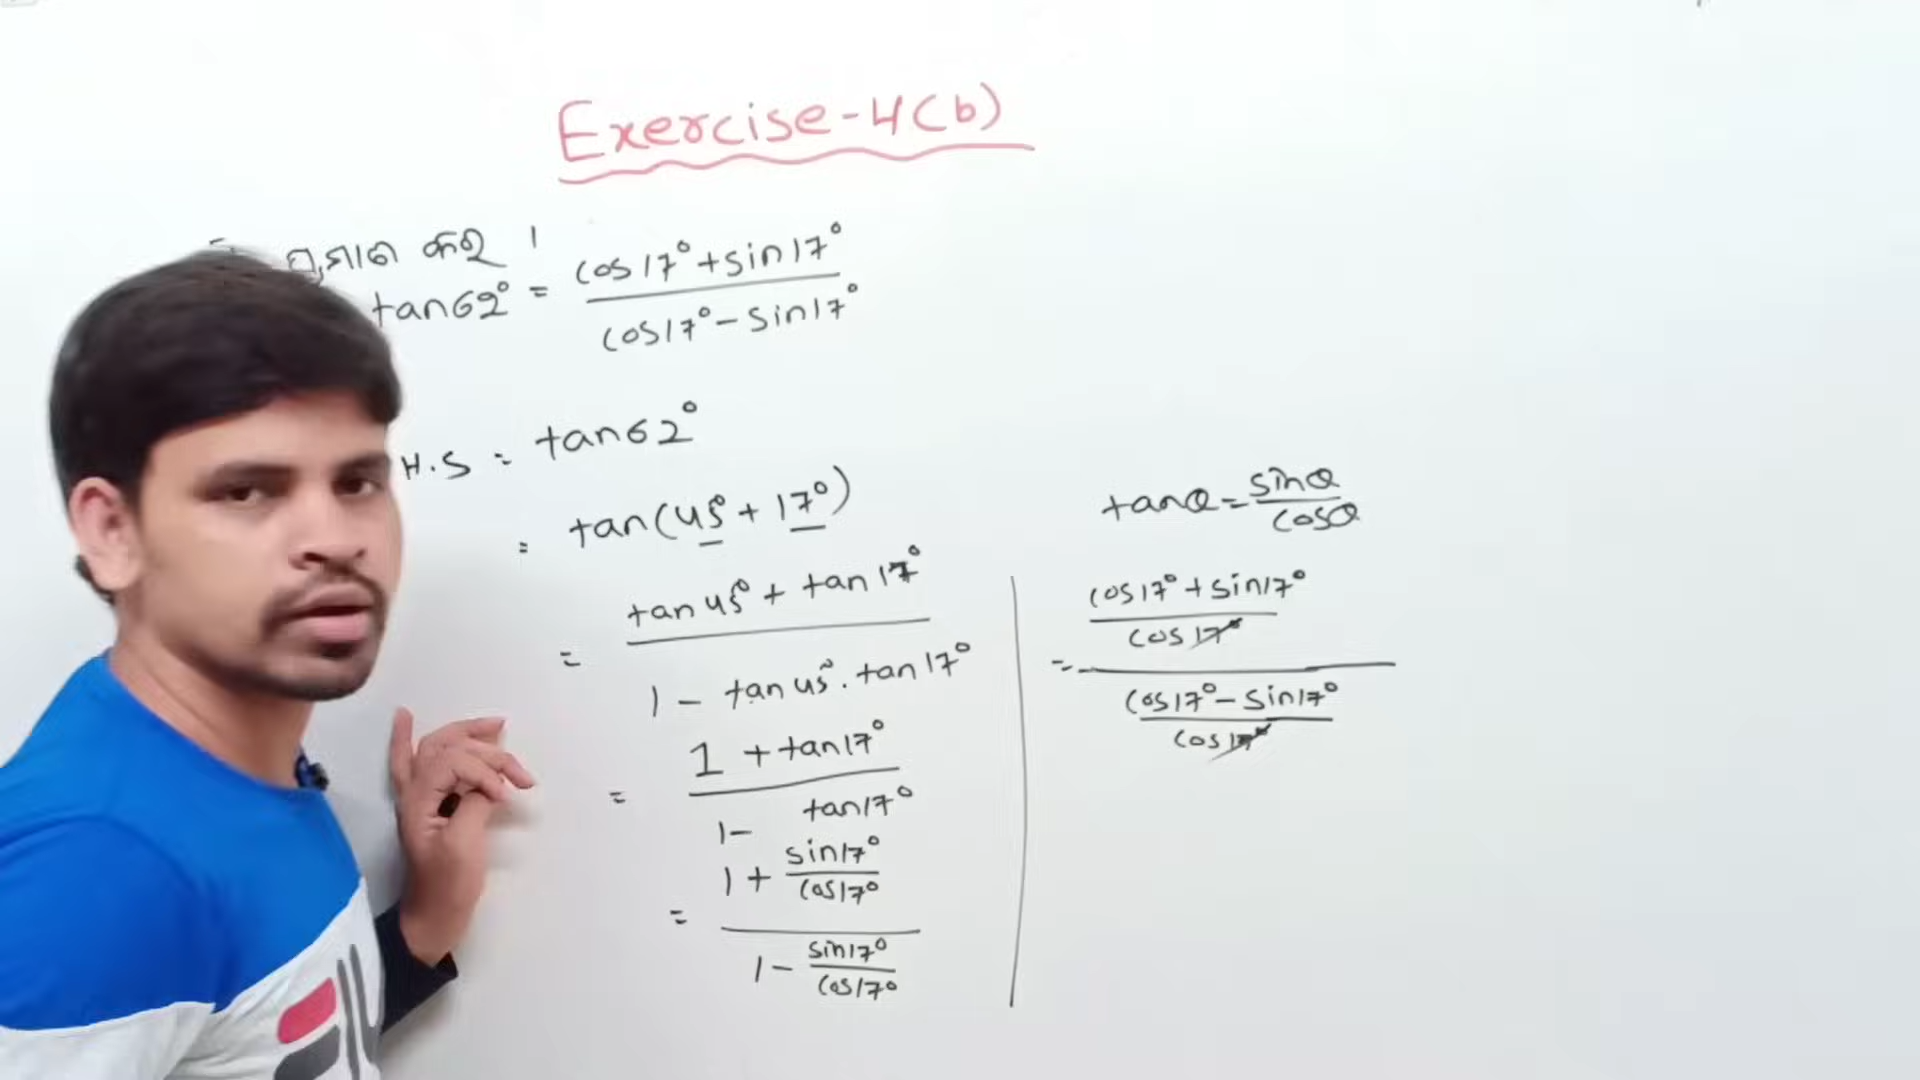 Exercise-4(b)
ପ୍ରମାଣ କର ।
tan62° = (cos17°+sin17°)/(cos17°-sin17°)
H.S = tan62°
= tan(45°+17°)
= (tan45°+tan17°)/(1-tan45°.tan17°)
= (1+tan17°)/(1-tan17°)
= (1+sin17°/cos17°)/(1-sin17°/cos17°)
tanθ=sinθ/cosθ
= ((cos17°+sin17°)/cos17°)/((cos17°-sin17°)/cos17°)